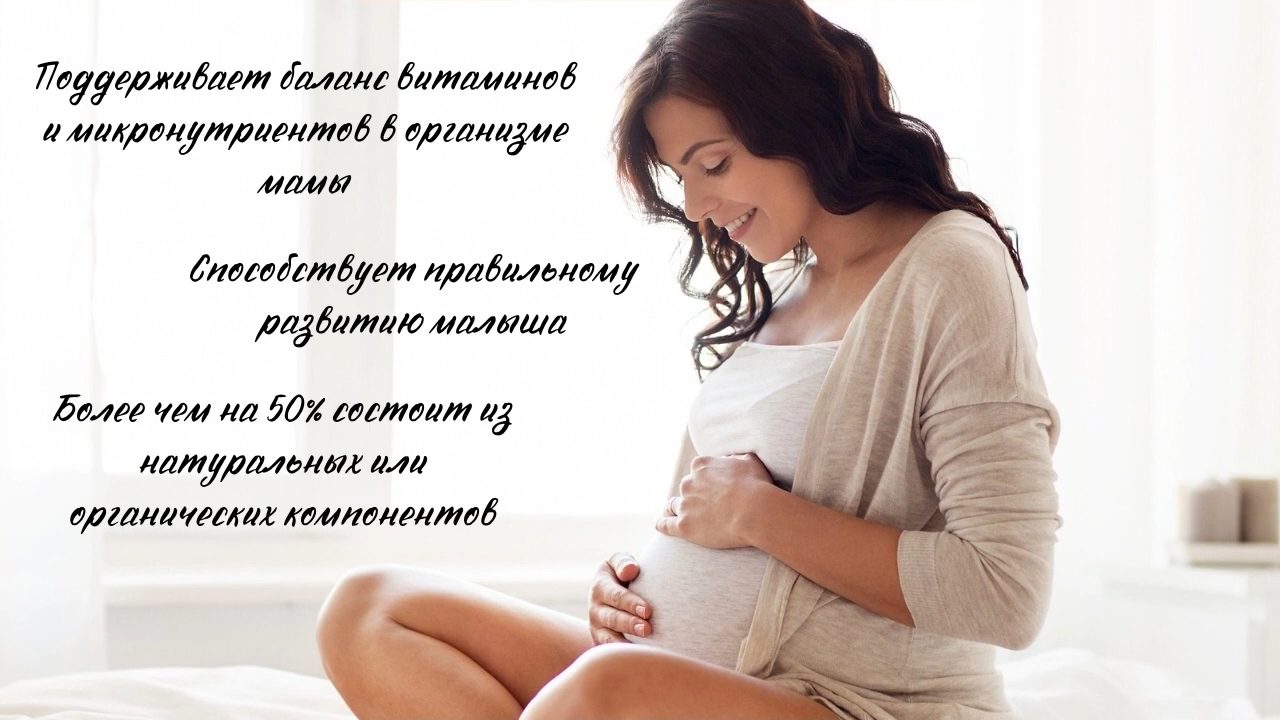 Поддерживает баланс витаминов
и микронутриентов в организме
мамы
Способствует правильному
развитию малыша
Более чем на 50% состоит из
натуральных или
органических компонентов